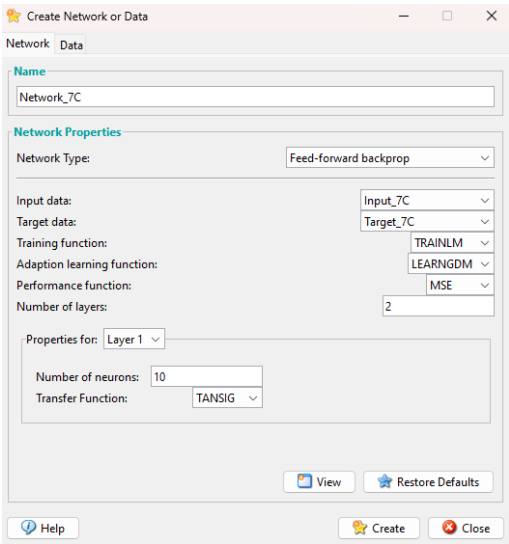 Create Network or Data
Network Data
Name
Network_7C
Network Properties
Network Type: Feed-forward backprop
Input data: Input_7C
Target data: Target_7C
Training function: TRAINLM
Adaption learning function: LEARNGDM
Performance function: MSE
Number of layers: 2
Properties for: Layer 1
Number of neurons: 10
Transfer Function: TANSIG
View Restore Defaults
Help Create Close